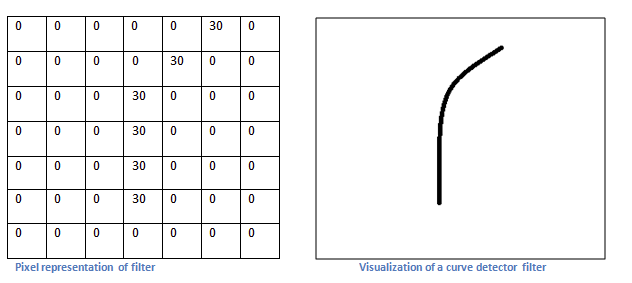 0 0 0 0 0 30 0
0 0 0 0 30 0 0
0 0 0 30 0 0 0
0 0 0 30 0 0 0
0 0 0 30 0 0 0
0 0 0 30 0 0 0
0 0 0 0 0 0 0
Pixel representation of filter
Visualization of a curve detector filter